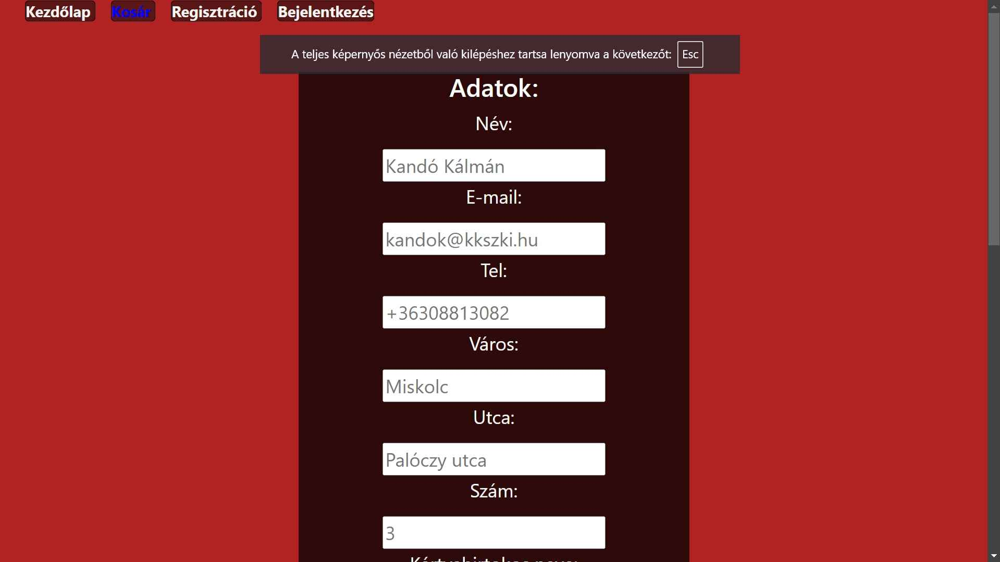 Kezdőlap Kosár Regisztráció Bejelentkezés
A teljes képernyős nézetből való kilépéshez tartsa lenyomva a következőt: Esc
Adatok:
Név:
Kandó Kálmán
E-mail:
kandok@kkszki.hu
Tel:
+36308813082
Város:
Miskolc
Utca:
Palóczy utca
Szám:
3